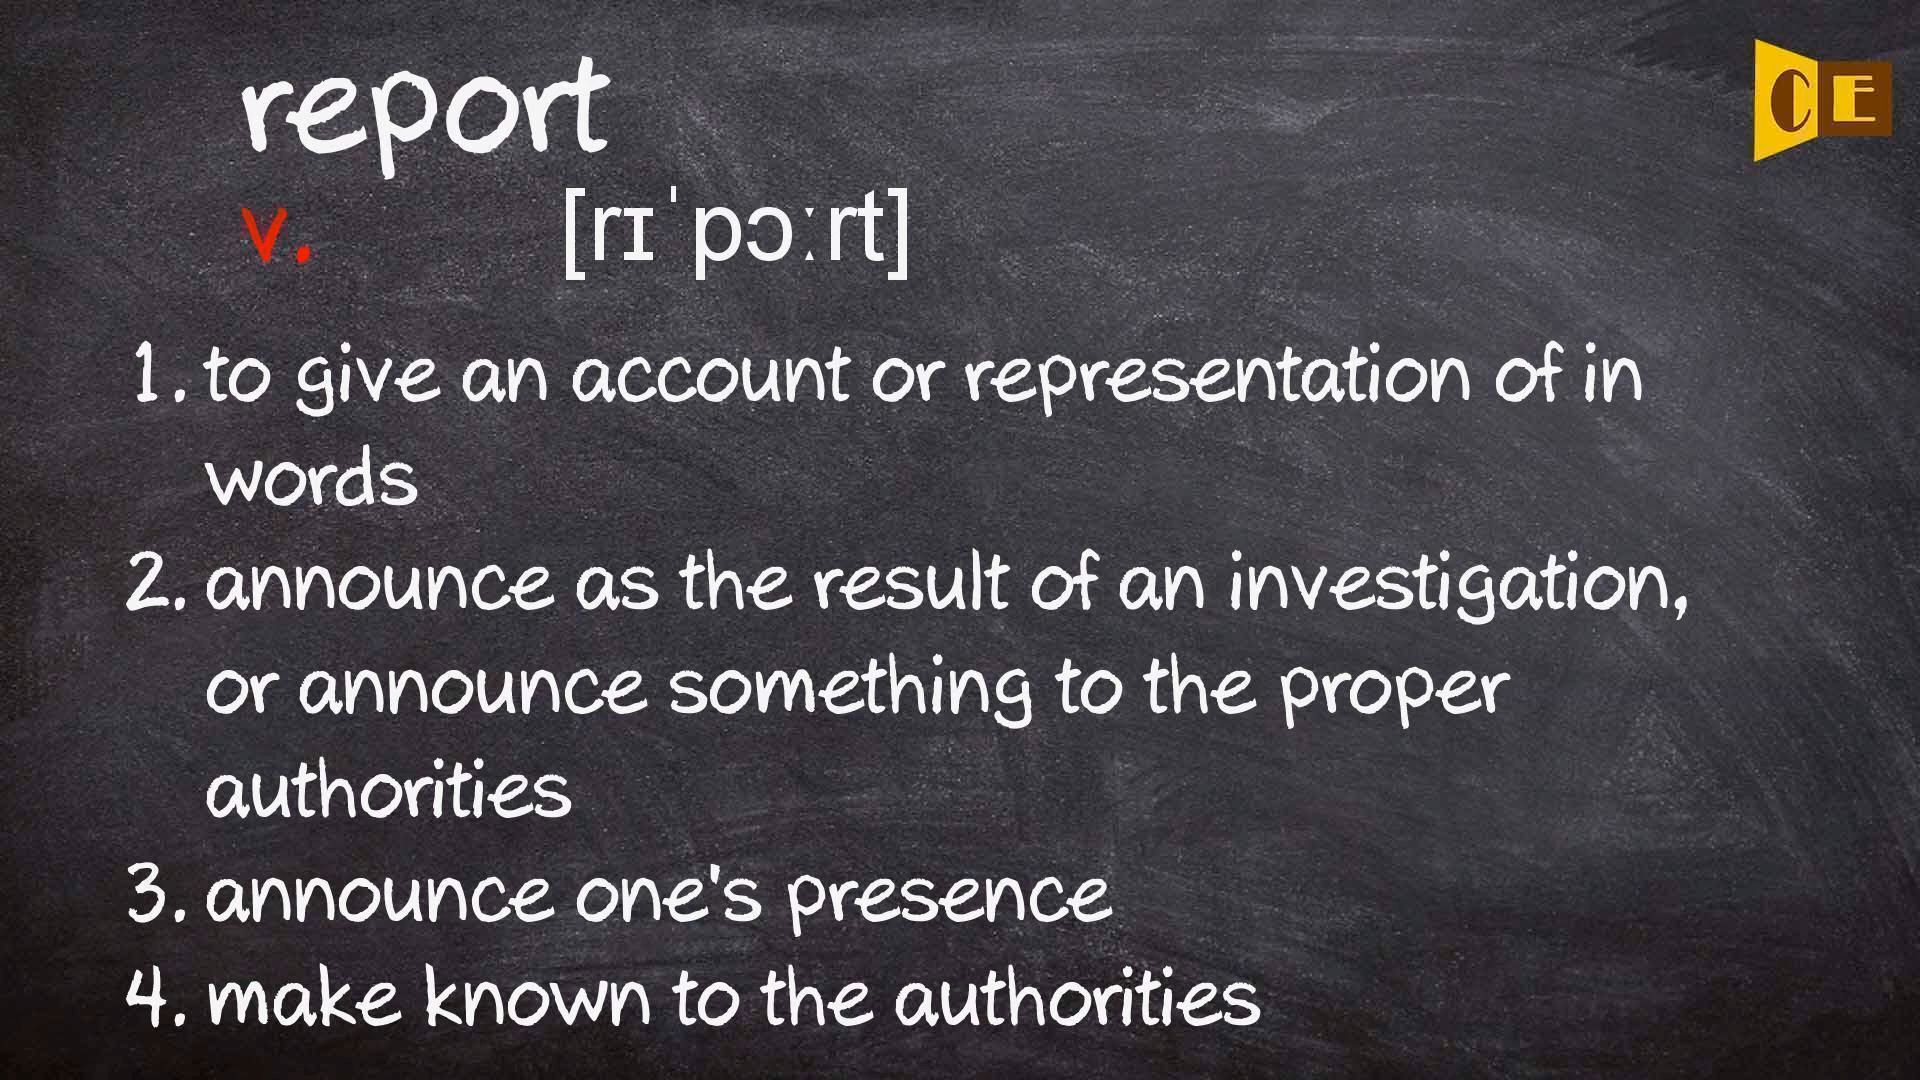 report
CE
v. [rɪˈpɔːrt]
1. to give an account or representation of in
words
2. announce as the result of an investigation,
or announce something to the proper
authorities
3. announce one's presence
4. make known to the authorities